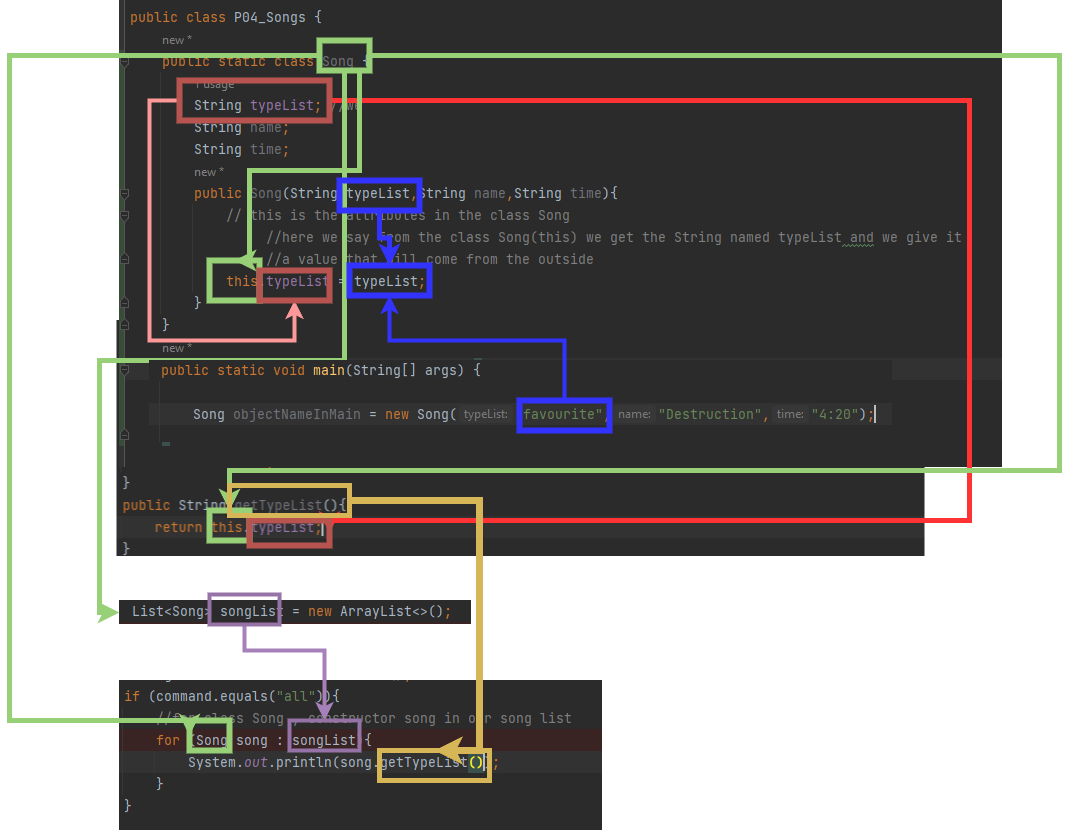 public class P04_Songs {
new *
public static class Song {
1 usage
String typeList; //we
String name;
String time;
new *
public Song(String typeList,String name,String time){
// this is the attributes in the class Song
//here we say from the class Song(this) we get the String named typeList and we give it
//a value that will come from the outside
this.typeList = typeList;
}
}
new *
public static void main(String[] args) {
Song objectNameInMain = new Song( typeList: favourite", name: "Destruction", time: "4:20");
}
public String getTypeList(){
return this.typeList;
}
List<Song> songList = new ArrayList<>();
if (command.equals("all")){
//for class Song , constructor song in our song list
for (Song song : songList){
System.out.println(song.getTypeList());
}
}